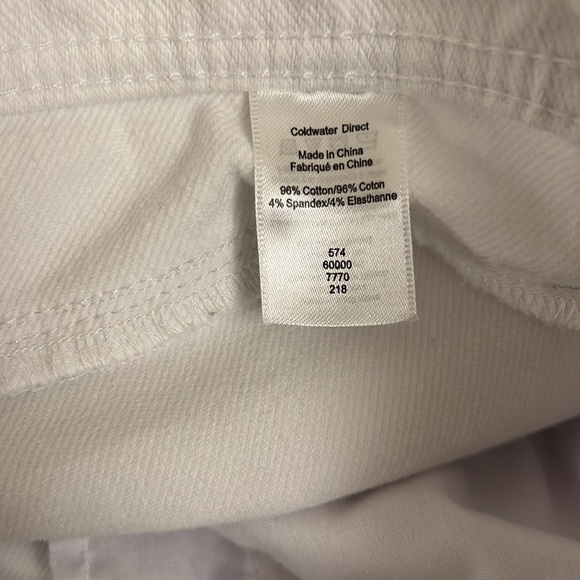 Coldwater Direct
Made in China
Fabriqué en Chine
96% Cotton/96% Coton
4% Spandex/4% Elasthanne
574
60000
7770
218